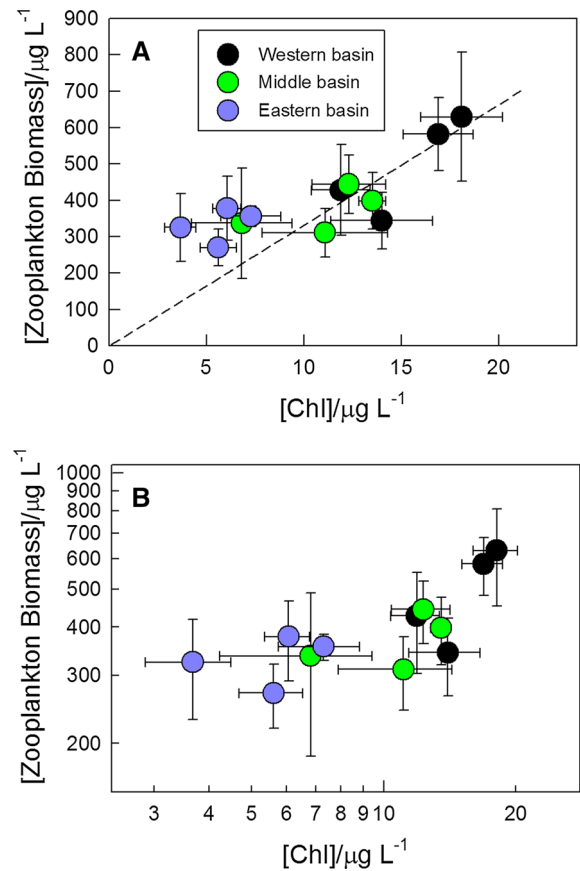 A
Western basin
Middle basin
Eastern basin
[Zooplankton Biomass]/µg L⁻¹
900
800
700
600
500
400
300
200
100
0
0 5 10 15 20
[Chl]/µg L⁻¹
B
[Zooplankton Biomass]/µg L⁻¹
1000
900
800
700
600
500
400
300
200
3 4 5 6 7 8 9 10 20
[Chl]/µg L⁻¹